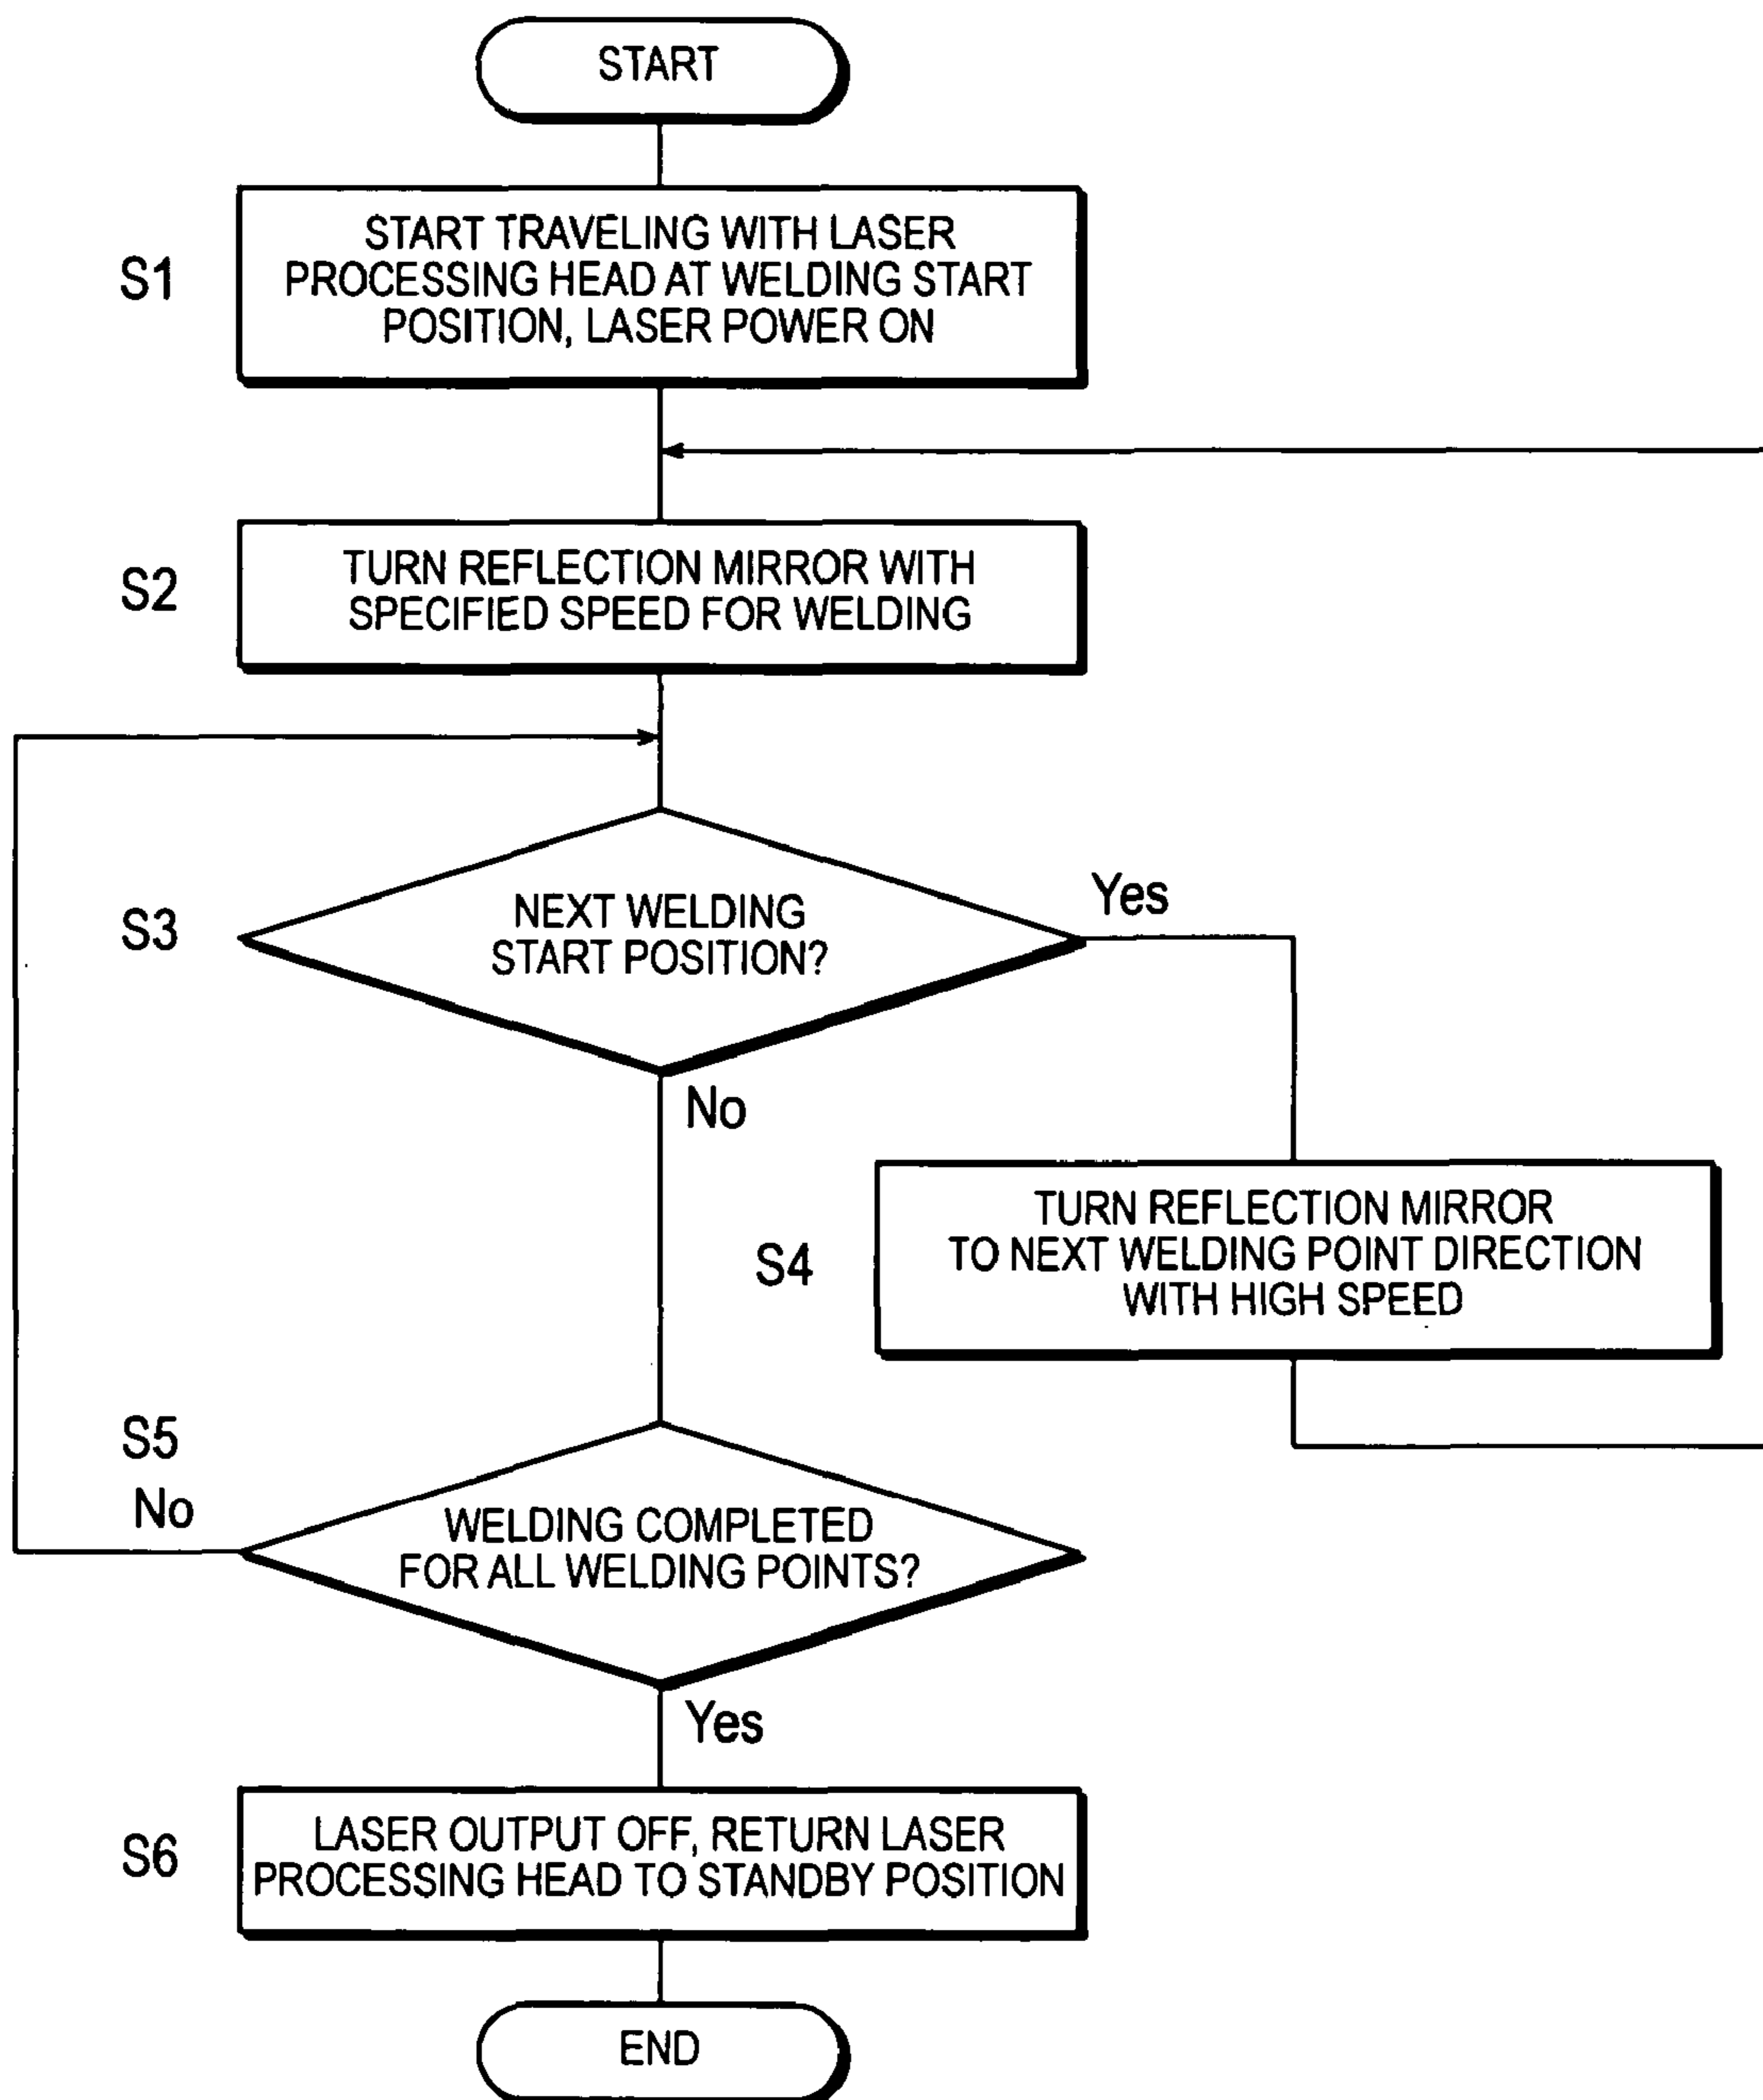 START
S1
START TRAVELING WITH LASER
PROCESSING HEAD AT WELDING START
POSITION, LASER POWER ON
S2
TURN REFLECTION MIRROR WITH
SPECIFIED SPEED FOR WELDING
S3
NEXT WELDING
START POSITION?
Yes
No
S4
TURN REFLECTION MIRROR
TO NEXT WELDING POINT DIRECTION
WITH HIGH SPEED
S5
No
WELDING COMPLETED
FOR ALL WELDING POINTS?
Yes
S6
LASER OUTPUT OFF, RETURN LASER
PROCESSING HEAD TO STANDBY POSITION
END